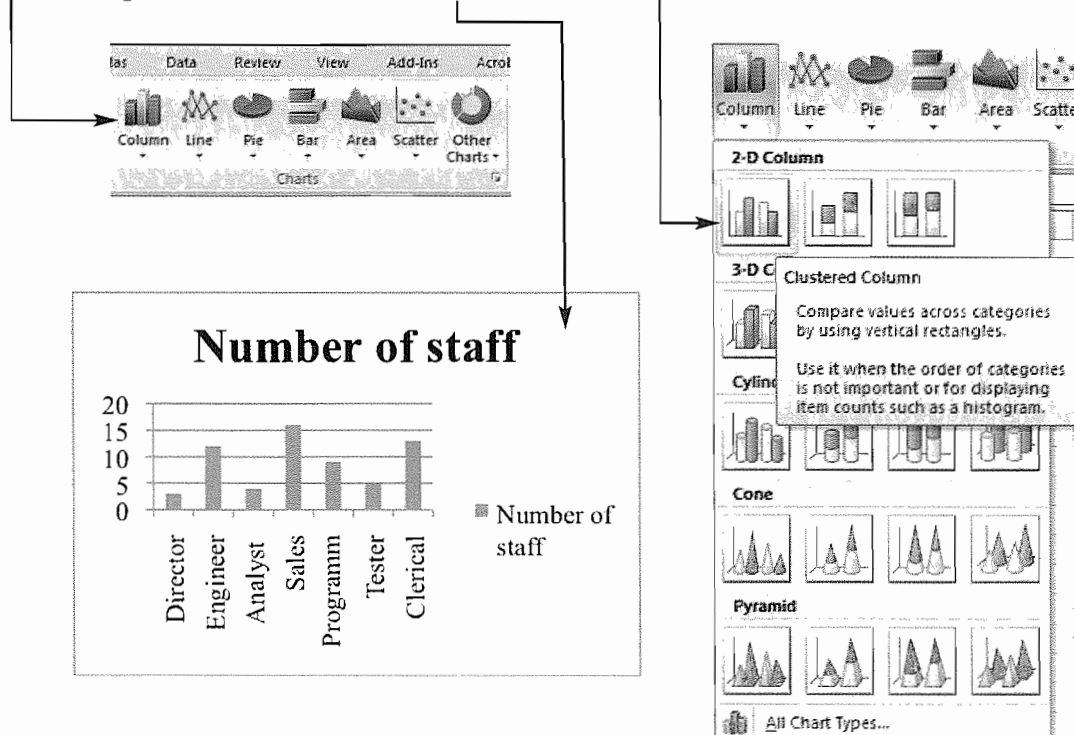 Data Review View Add-Ins
Column Line Pie Bar Area Scatter Other
Charts
Charts
Number of staff
20
15
10
5
0
Director
Engineer
Analyst
Sales
Programm
Tester
Clerical
Number of
staff
Column Line Pie Bar Area Scatte
2-D Column
3-D C
Clustered Column
Compare values across categories
by using vertical rectangles.
Use it when the order of categories
is not important or for displaying
item counts such as a histogram.
Cylind
Cone
Pyramid
All Chart Types...